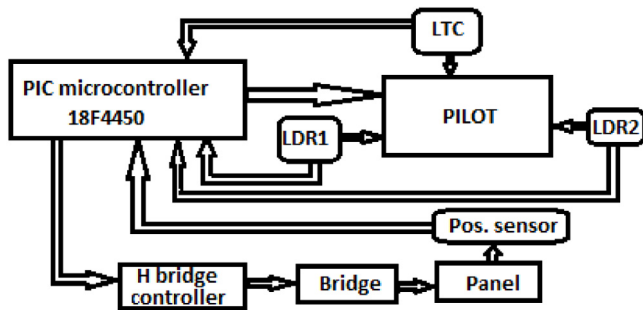 LTC
PIC microcontroller
18F4450
PILOT
LDR1
LDR2
Pos. sensor
H bridge
controller
Bridge
Panel